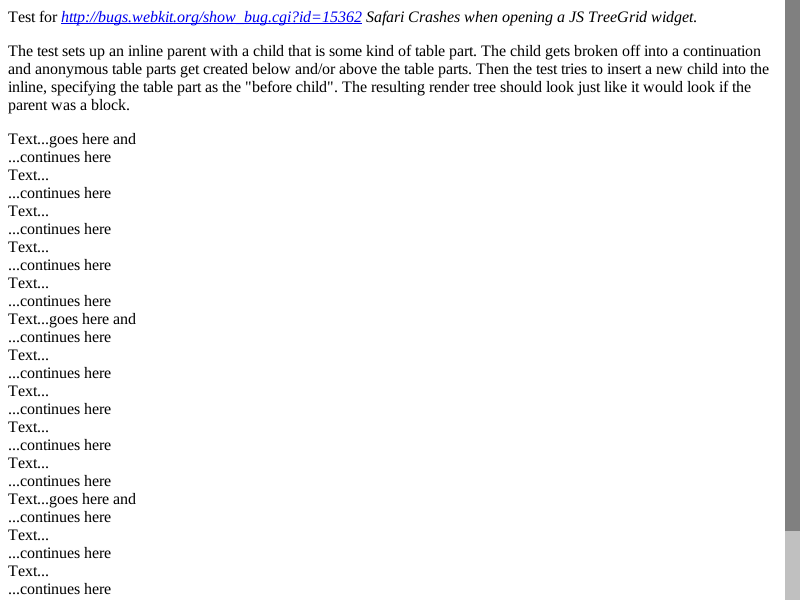 Test for http://bugs.webkit.org/show_bug.cgi?id=15362 Safari Crashes when opening a JS TreeGrid widget.
The test sets up an inline parent with a child that is some kind of table part. The child gets broken off into a continuation
and anonymous table parts get created below and/or above the table parts. Then the test tries to insert a new child into the
inline, specifying the table part as the "before child". The resulting render tree should look just like it would look if the
parent was a block.
Text...goes here and
...continues here
Text...
...continues here
Text...
...continues here
Text...
...continues here
Text...
...continues here
Text...goes here and
...continues here
Text...
...continues here
Text...
...continues here
Text...
...continues here
Text...
...continues here
Text...goes here and
...continues here
Text...
...continues here
Text...
...continues here